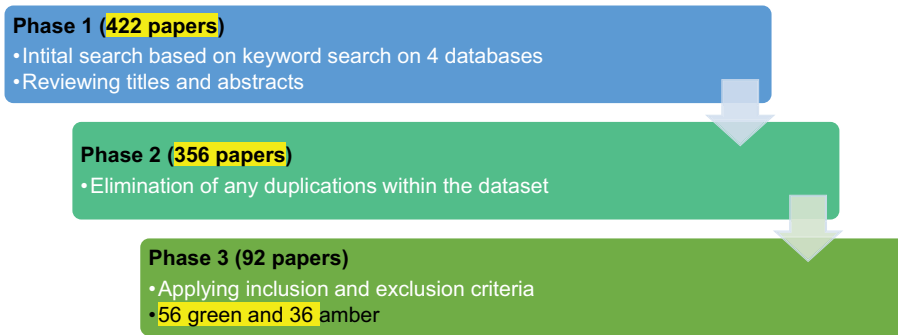 Phase 1 (422 papers)
•Intital search based on keyword search on 4 databases
•Reviewing titles and abstracts
Phase 2 (356 papers)
•Elimination of any duplications within the dataset
Phase 3 (92 papers)
•Applying inclusion and exclusion criteria
•56 green and 36 amber